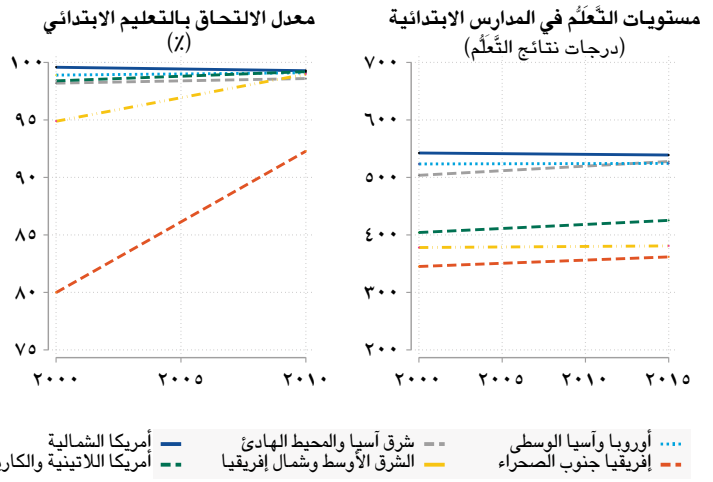 مستويات التَّعَلُّم في المدارس الابتدائية
(درجات نتائج التَّعَلُّم)
٧٠٠
٦٠٠
٥٠٠
٤٠٠
٣٠٠
٢٠٠
٢٠٠٠
٢٠٠٥
٢٠١٠
٢٠١٥
معدل الالتحاق بالتعليم الابتدائي
(٪)
١٠٠
٩٥
٩٠
٨٥
٨٠
٧٥
٢٠٠٠
٢٠٠٥
٢٠١٠
أوروبا وآسيا الوسطى
شرق آسيا والمحيط الهادئ
أمريكا الشمالية
إفريقيا جنوب الصحراء
الشرق الأوسط وشمال إفريقيا
أمريكا اللاتينية